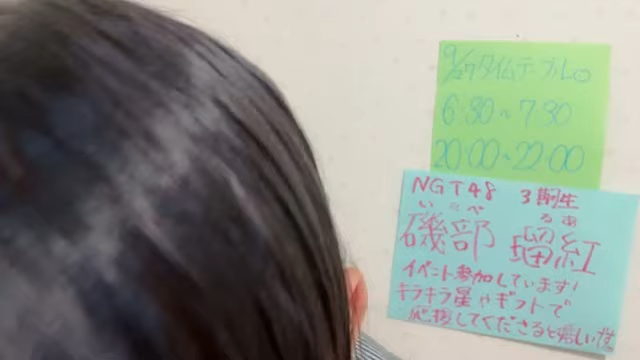 9/27タイムテーブル
6:30~7:30
20:00~22:00
NGT48 3期生
いそべ るあ
磯部 瑠紅
イベント参加しています!
キラキラ星やギフトで
応援してくださると嬉しいです。